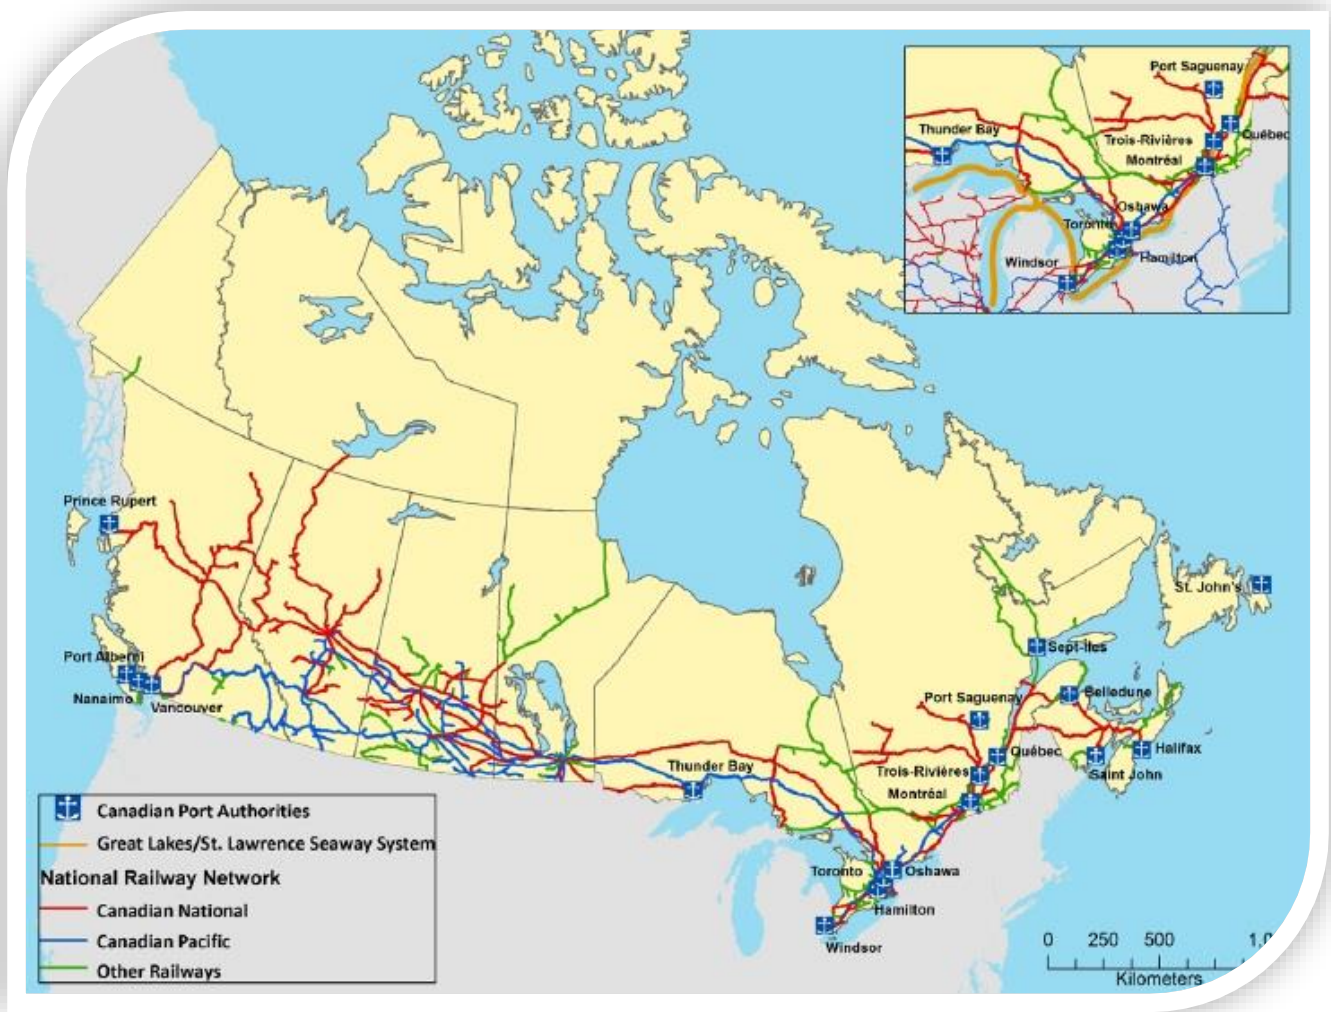 Port Saguenay
Thunder Bay
Trois-Rivières
Québec
Montréal
Oshawa
Toronto
Windsor
Hamilton
Prince Rupert
St. John's
Sept-Iles
Port Alberni
Nanaimo
Vancouver
Port Saguenay
Belledune
Québec
Halifax
Thunder Bay
Trois-Rivières
Saint John
Montréal
Toronto
Oshawa
Hamilton
Windsor
Canadian Port Authorities
Great Lakes/St. Lawrence Seaway System
National Railway Network
Canadian National
Canadian Pacific
Other Railways
0 250 500
Kilometers